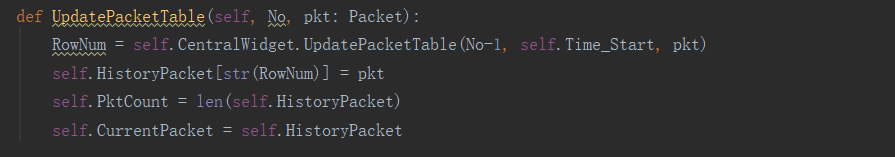 def UpdatePacketTable(self, No, pkt: Packet):
    RowNum = self.CentralWidget.UpdatePacketTable(No-1, self.Time_Start, pkt)
    self.HistoryPacket[str(RowNum)] = pkt
    self.PktCount = len(self.HistoryPacket)
    self.CurrentPacket = self.HistoryPacket